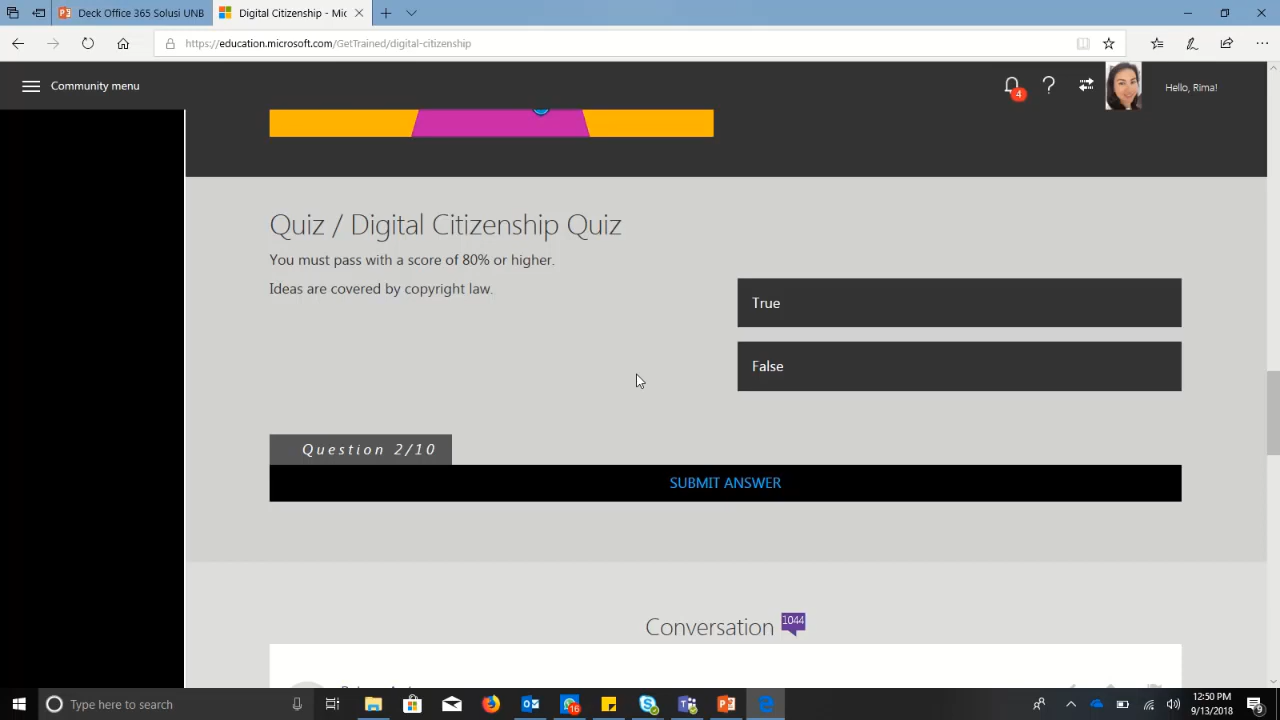 Deck Office 365 Solusi UNB
Digital Citizenship - Mic
https://education.microsoft.com/GetTrained/digital-citizenship
Community menu
4
Hello, Rima!
Quiz / Digital Citizenship Quiz
You must pass with a score of 80% or higher.
Ideas are covered by copyright law.
True
False
Question 2/10
SUBMIT ANSWER
Conversation 1044
Type here to search
16
12:50 PM
9/13/2018
9